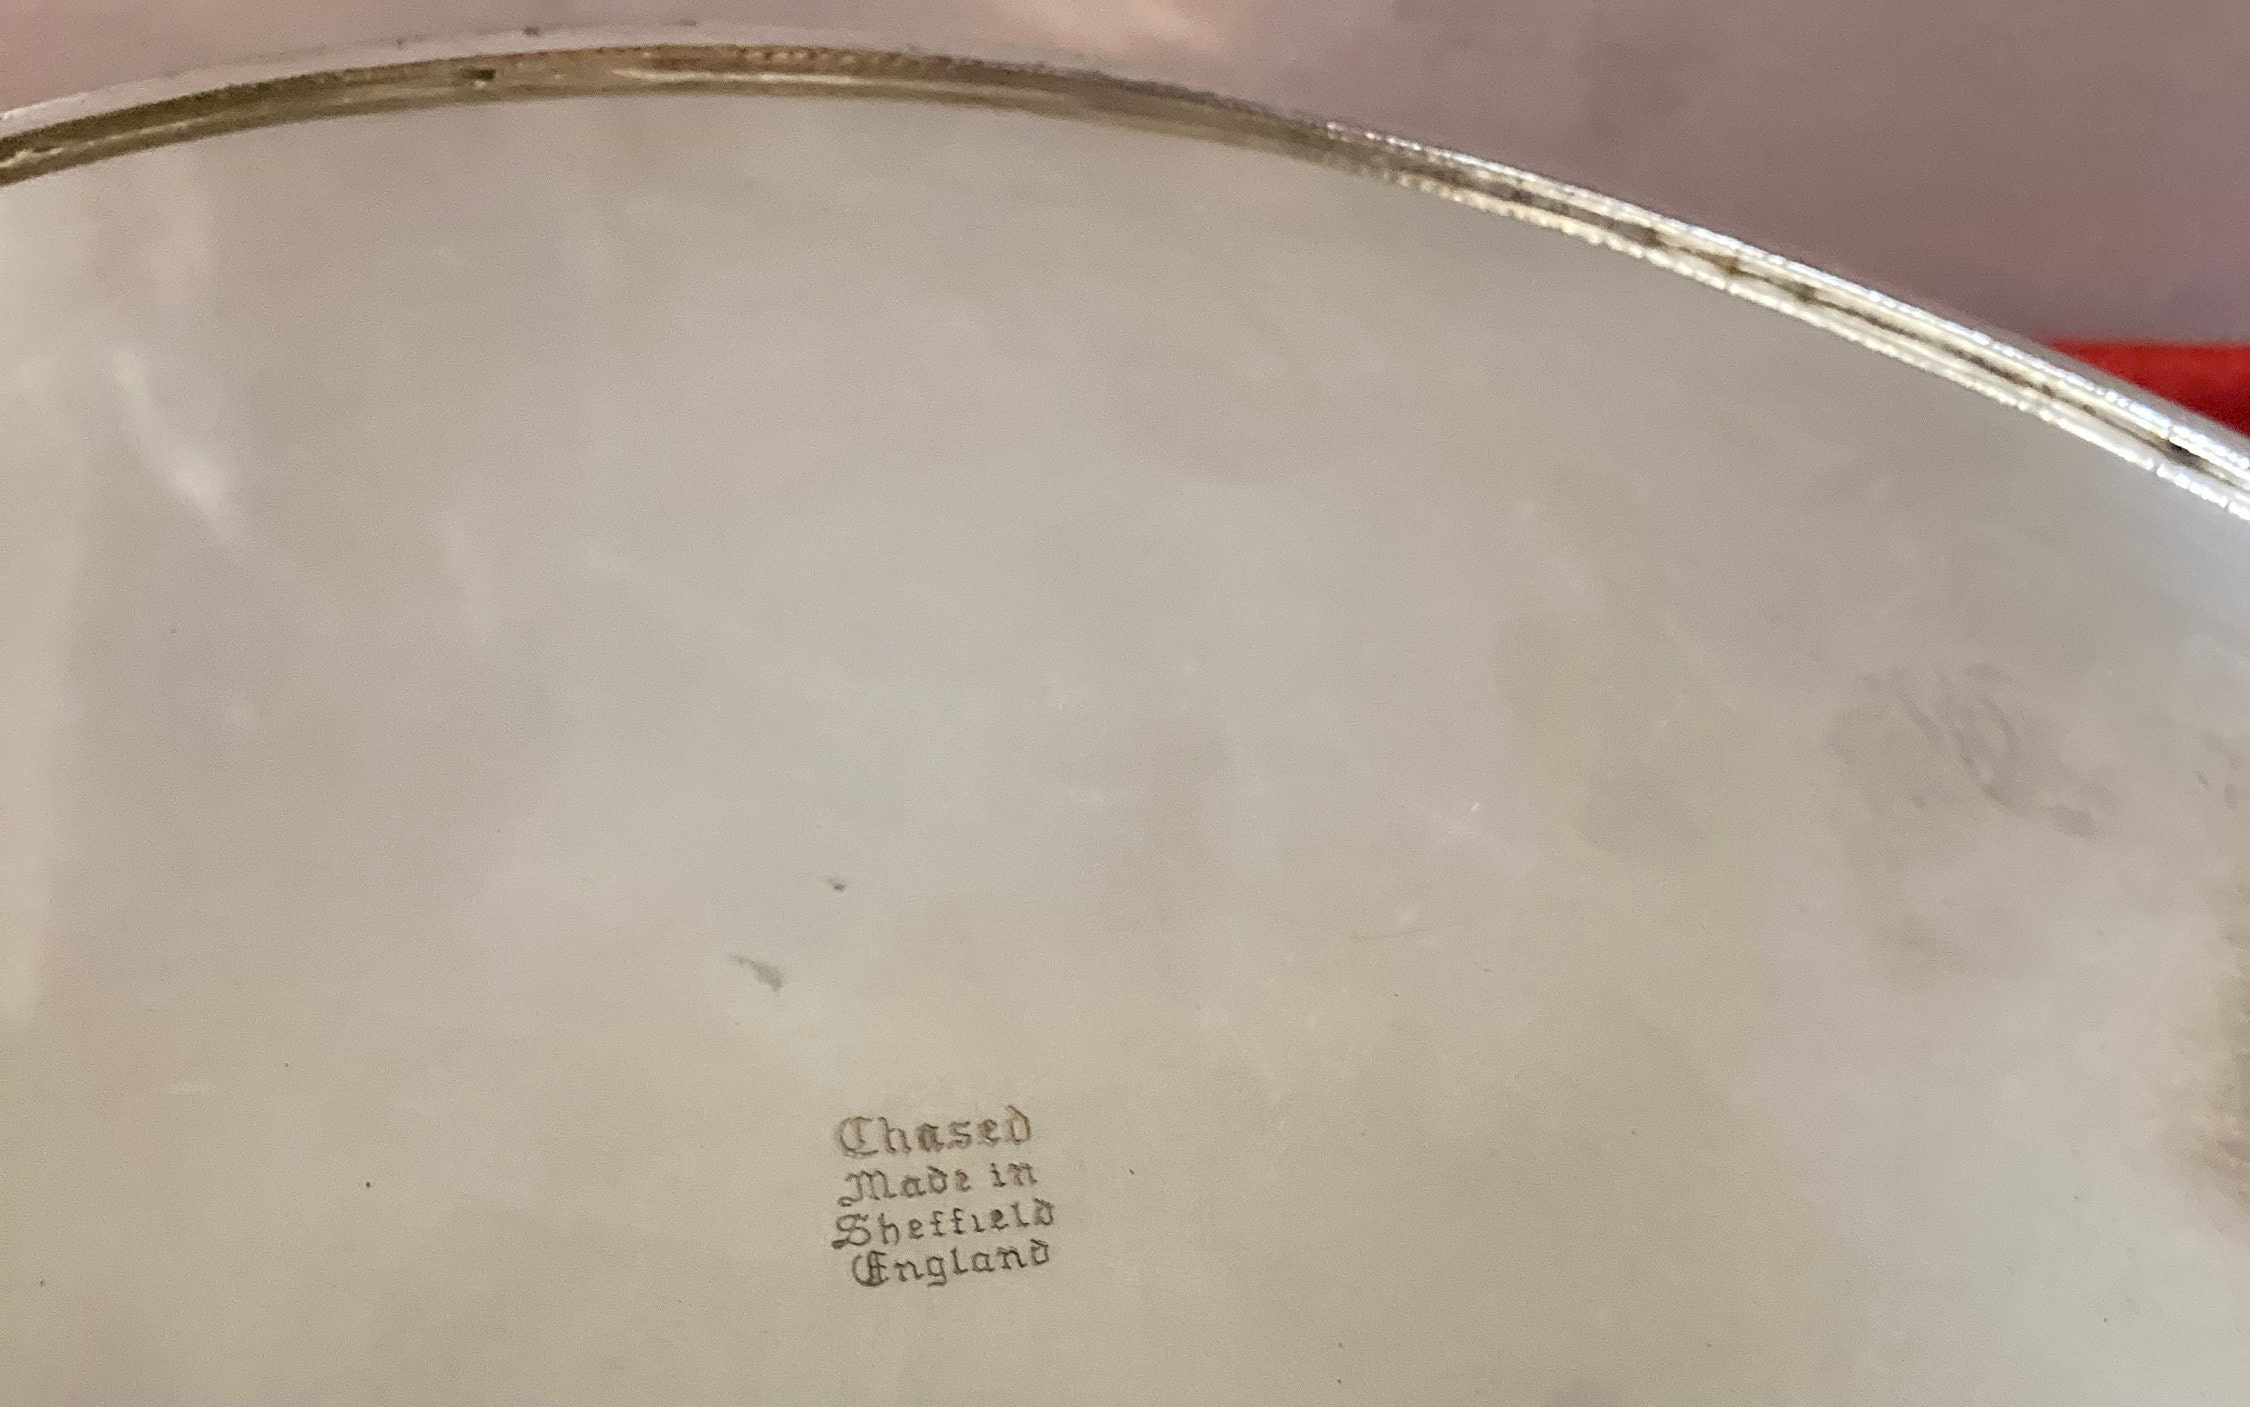 Chased
Made in
Sheffield
England